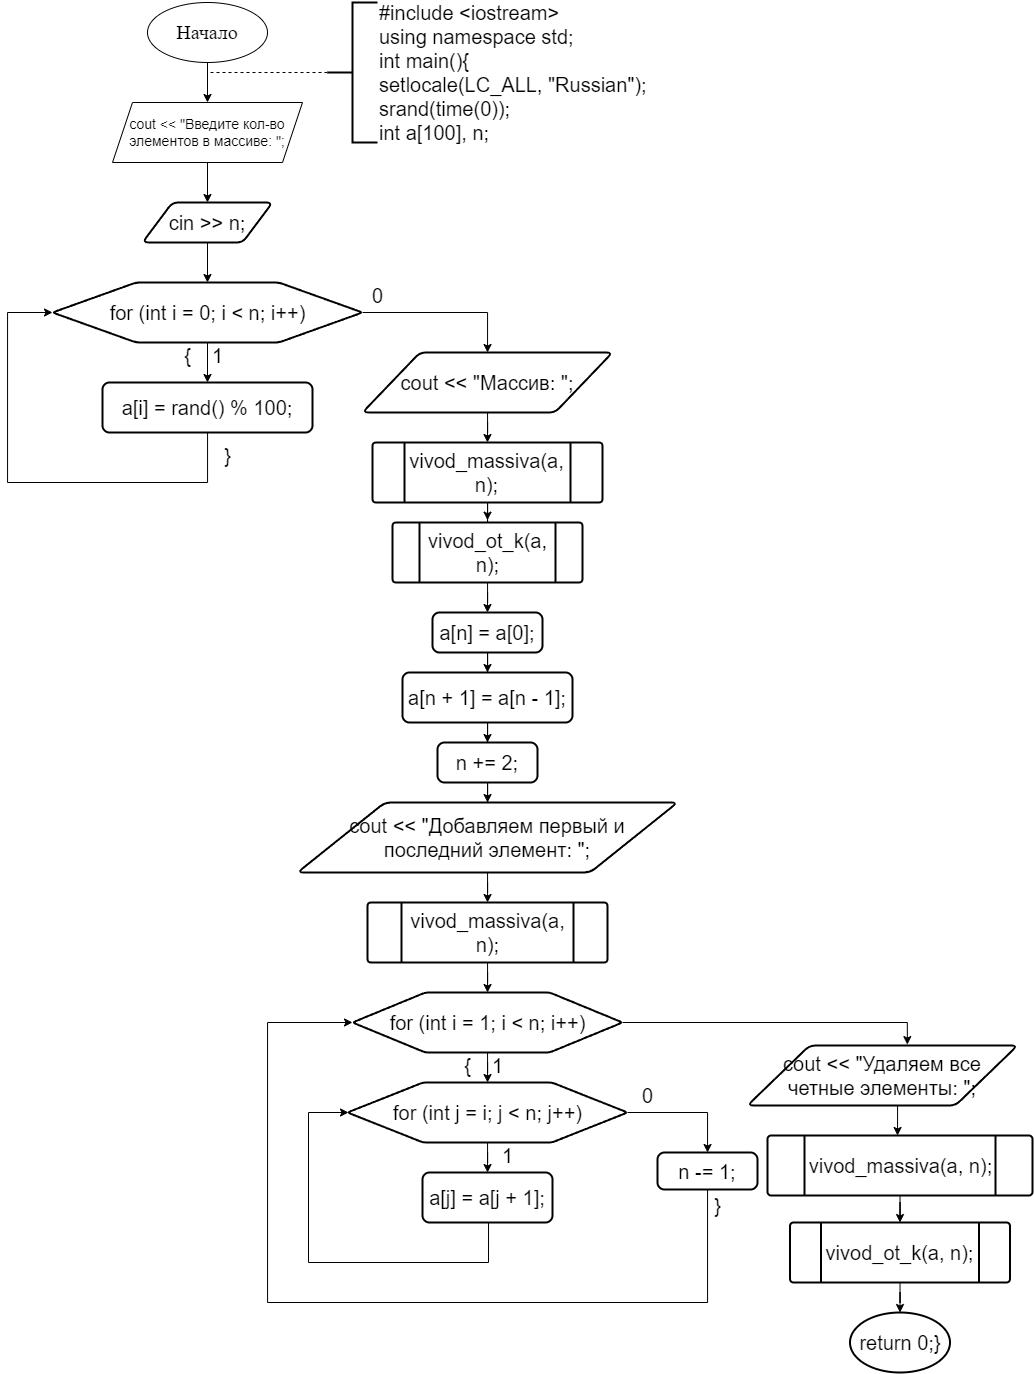 Начало
#include <iostream>
using namespace std;
int main(){
setlocale(LC_ALL, "Russian");
srand(time(0));
int a[100], n;
cout << "Введите кол-во
элементов в массиве: ";
cin >> n;
for (int i = 0; i < n; i++)
0
{ 1
a[i] = rand() % 100;
}
cout << "Массив: ";
vivod_massiva(a,
n);
vivod_ot_k(a,
n);
a[n] = a[0];
a[n + 1] = a[n - 1];
n += 2;
cout << "Добавляем первый и
последний элемент: ";
vivod_massiva(a,
n);
for (int i = 1; i < n; i++)
{ 1
for (int j = i; j < n; j++)
0
1
a[j] = a[j + 1];
n -= 1;
}
cout << "Удаляем все
четные элементы: ";
vivod_massiva(a, n);
vivod_ot_k(a, n);
return 0;}